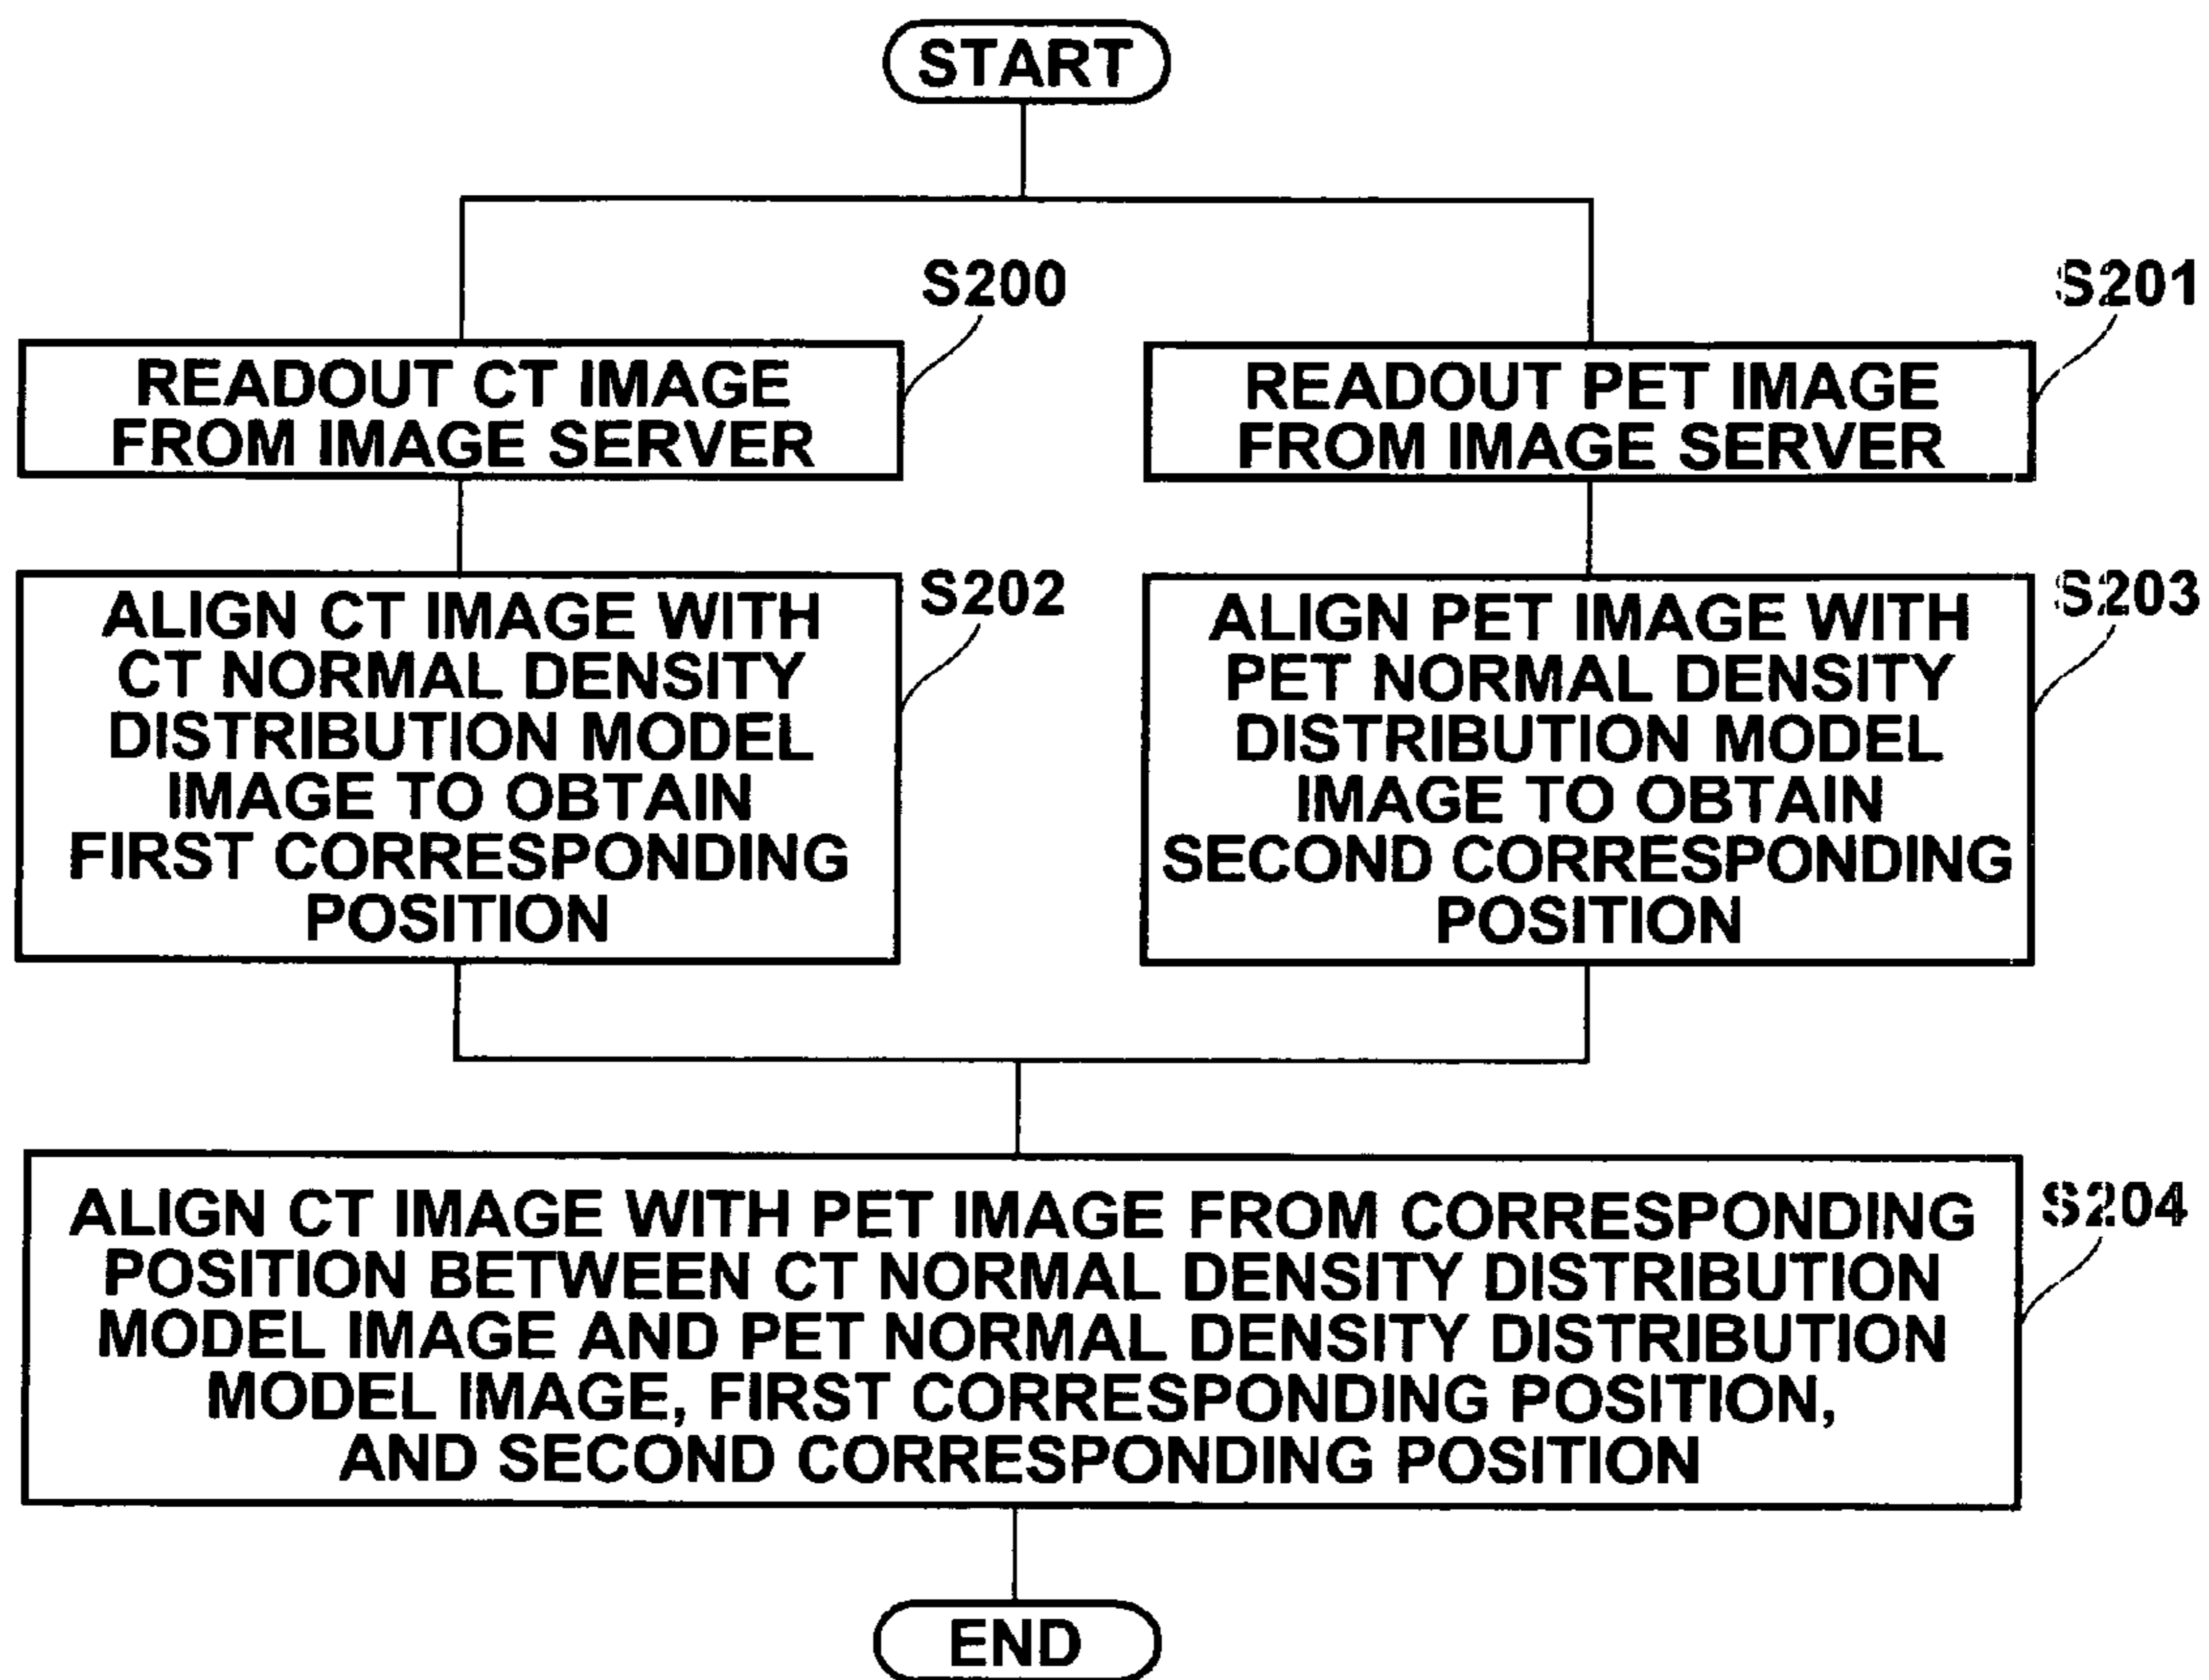 START
S200
S201
READOUT CT IMAGE
FROM IMAGE SERVER
READOUT PET IMAGE
FROM IMAGE SERVER
S202
ALIGN CT IMAGE WITH
CT NORMAL DENSITY
DISTRIBUTION MODEL
IMAGE TO OBTAIN
FIRST CORRESPONDING
POSITION
S203
ALIGN PET IMAGE WITH
PET NORMAL DENSITY
DISTRIBUTION MODEL
IMAGE TO OBTAIN
SECOND CORRESPONDING
POSITION
S204
ALIGN CT IMAGE WITH PET IMAGE FROM CORRESPONDING
POSITION BETWEEN CT NORMAL DENSITY DISTRIBUTION
MODEL IMAGE AND PET NORMAL DENSITY DISTRIBUTION
MODEL IMAGE, FIRST CORRESPONDING POSITION,
AND SECOND CORRESPONDING POSITION
END